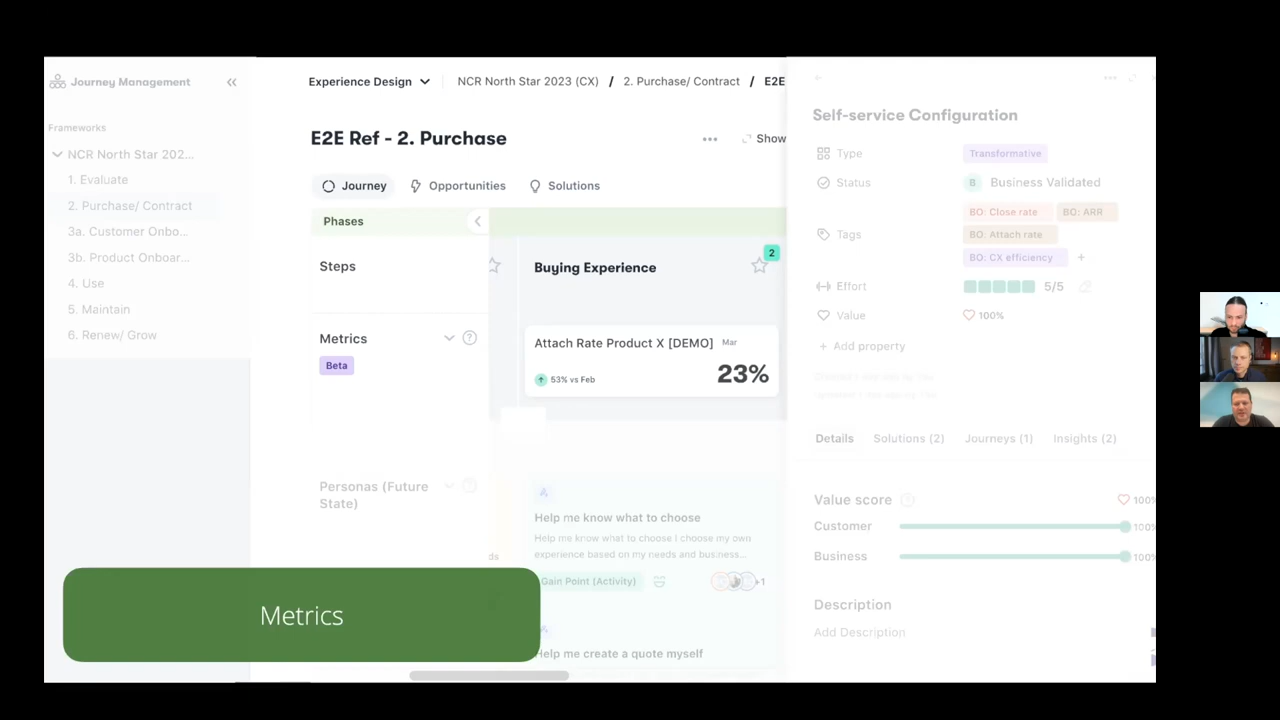 Journey Management
Frameworks
NCR North Star 202...
1. Evaluate
2. Purchase/ Contract
3a. Customer Onbo...
3b. Product Onboar...
4. Use
5. Maintain
6. Renew/ Grow
Experience Design
NCR North Star 2023 (CX) / 2. Purchase/ Contract / E2E
E2E Ref - 2. Purchase
Show
Journey
Opportunities
Solutions
Phases
Steps
Buying Experience
2
Metrics
Beta
Attach Rate Product X [DEMO] Mar
53% vs Feb
23%
Personas (Future
State)
Help me know what to choose
Help me know what to choose I choose my own
experience based on my needs and business...
Gain Point (Activity)
+1
ds
Help me create a quote myself
Self-service Configuration
Type
Transformative
Status
B Business Validated
Tags
BO: Close rate
BO: ARR
BO: Attach rate
BO: CX efficiency
+
Effort
5/5
Value
100%
+ Add property
Details
Solutions (2)
Journeys (1)
Insights (2)
Value score
100%
Customer
100%
Business
100%
Description
Add Description
Metrics